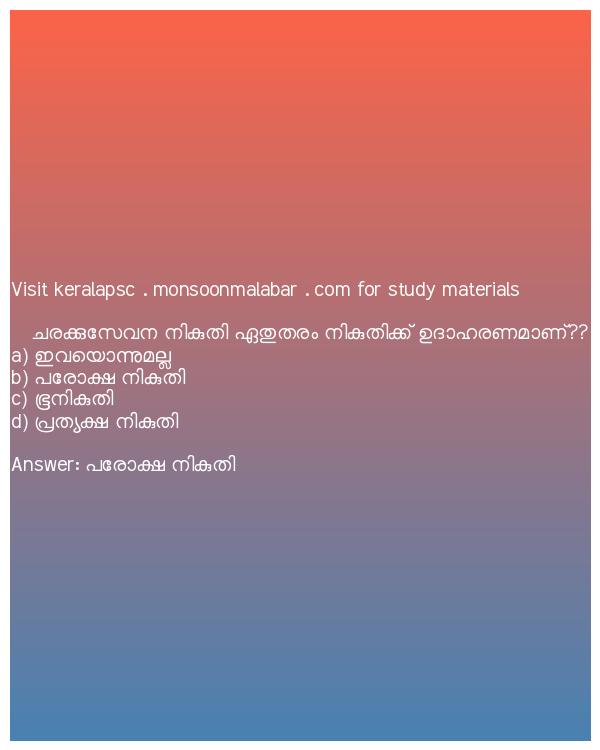 Visit keralapsc . monsoonmalabar . com for study materials
ചരക്കുസേവന നികുതി ഏതുതരം നികുതിക്ക് ഉദാഹരണമാണ്??
a) ഇവയൊന്നുമല്ല
b) പരോക്ഷ നികുതി
c) ഭൂനികുതി
d) പ്രത്യക്ഷ നികുതി
Answer: പരോക്ഷ നികുതി